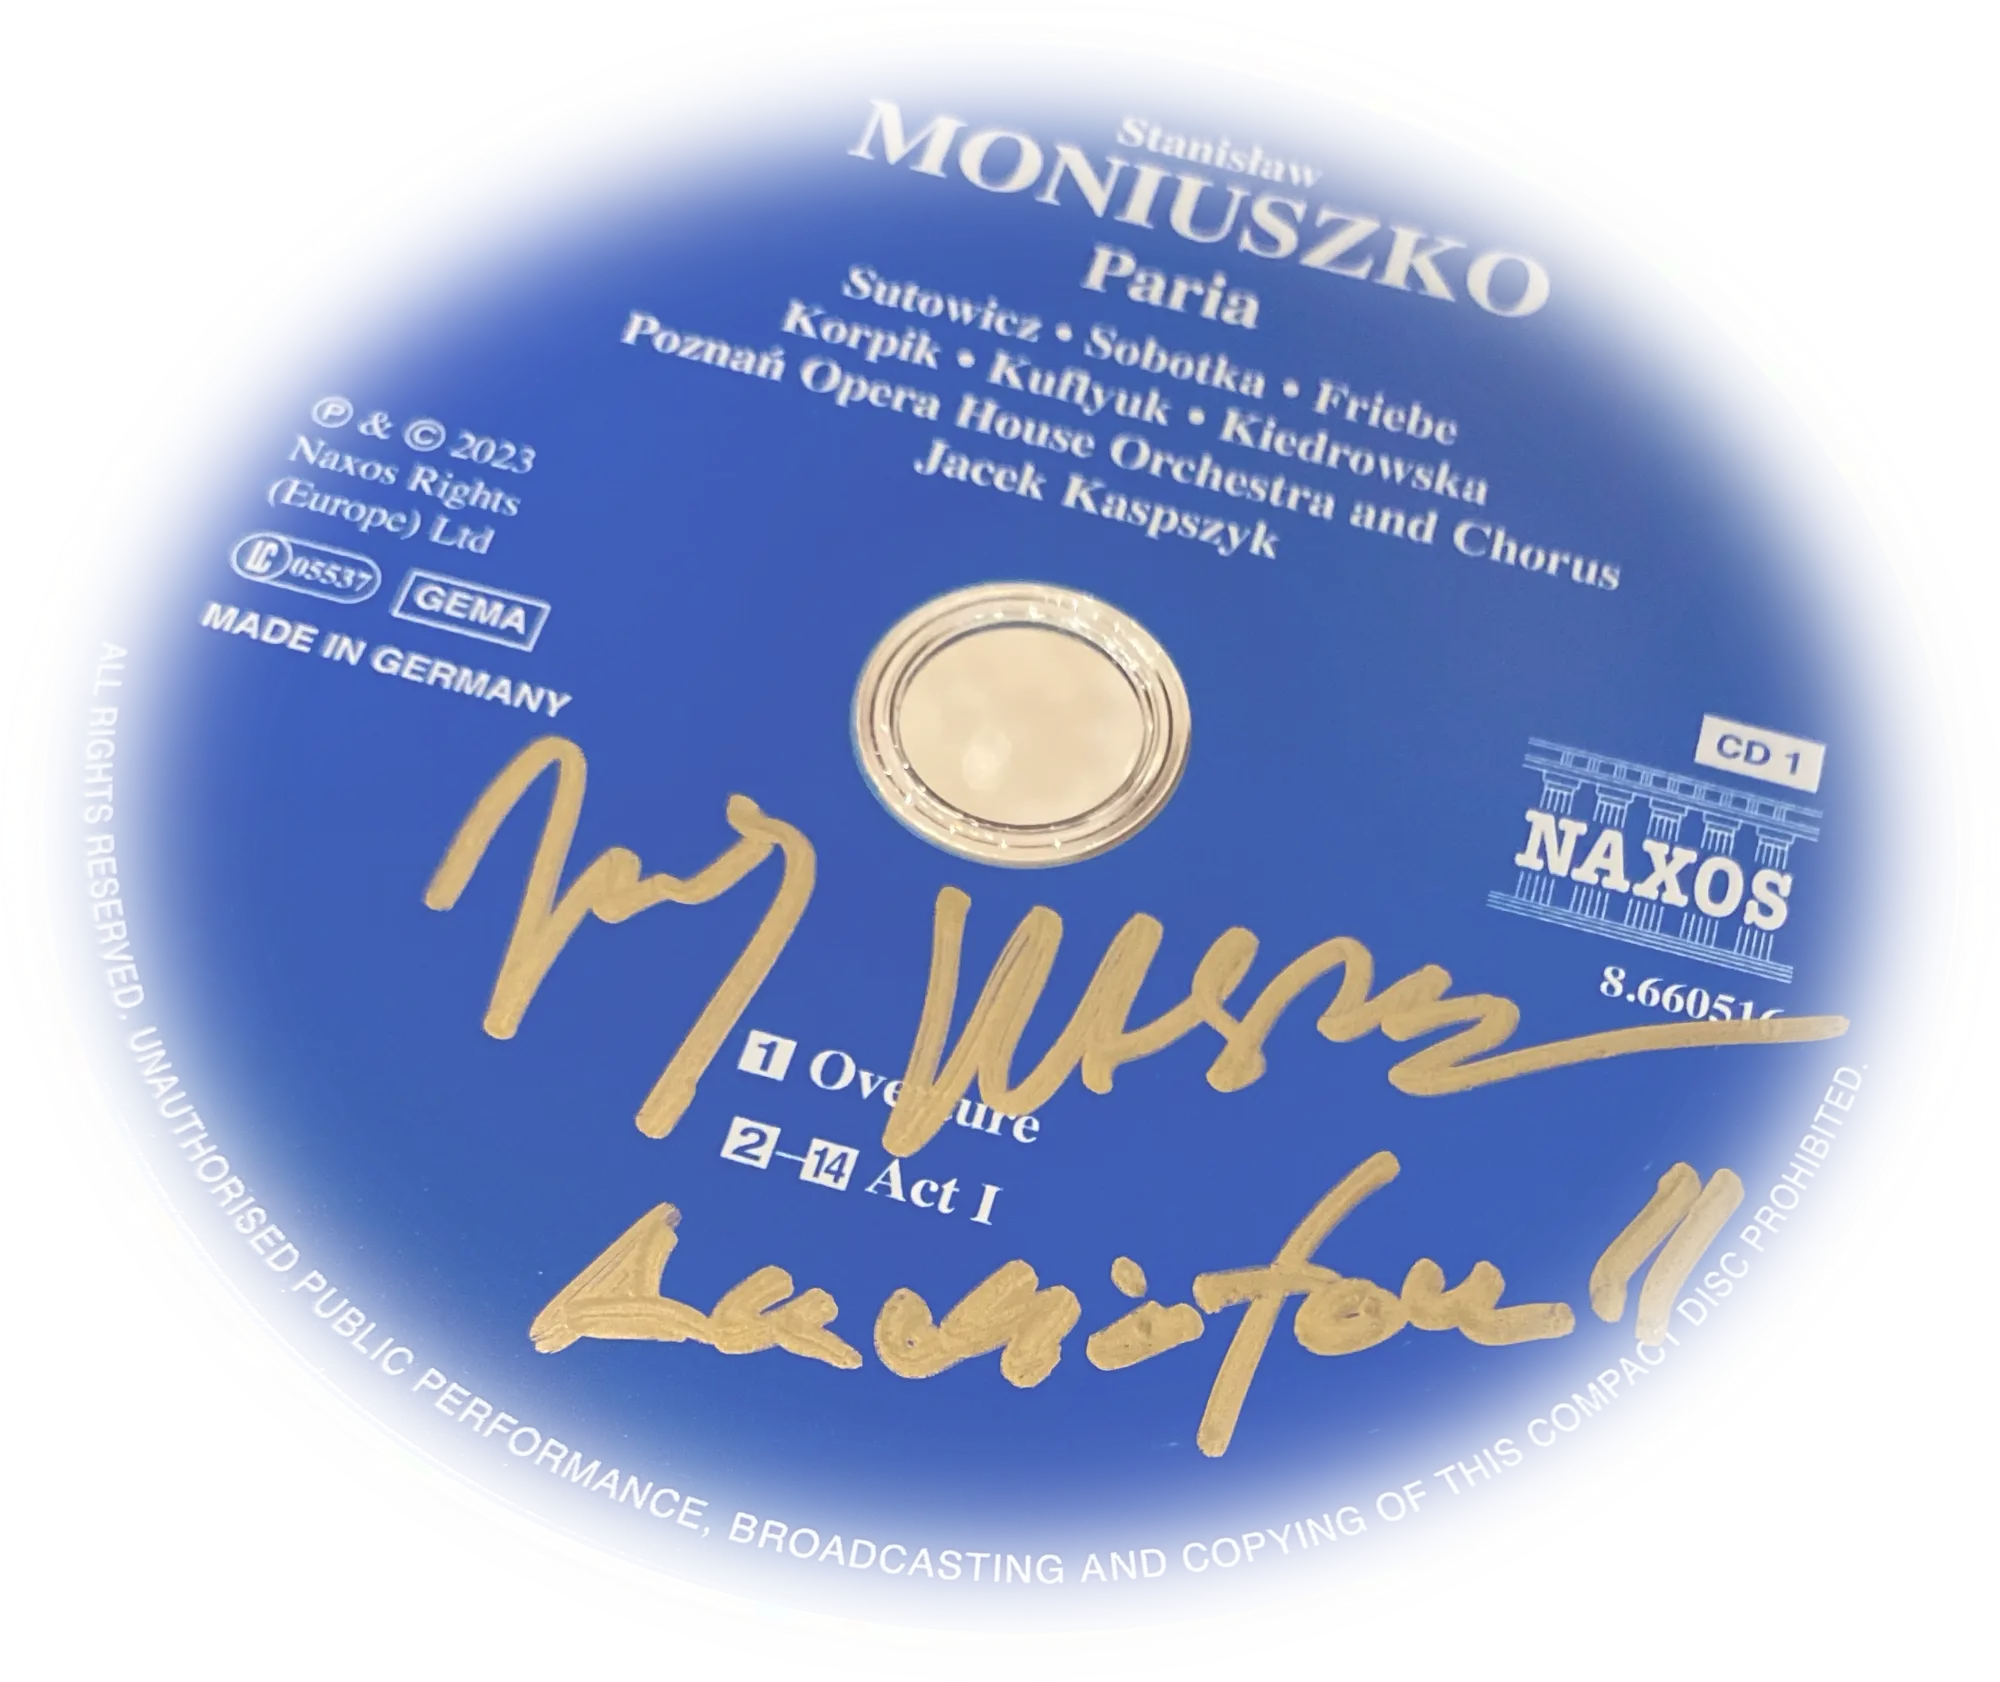 Stanisław
MONIUSZKO
Paria
Sutowicz • Sobotka • Friebe
Korpik • Kuflyuk • Kiedrowska
Poznań Opera House Orchestra and Chorus
Jacek Kaspszyk
℗ & © 2023
Naxos Rights
(Europe) Ltd
LC 05537 GEMA
MADE IN GERMANY
CD 1
NAXOS
8.660516
1 Overture
2–14 Act I
ALL RIGHTS RESERVED. UNAUTHORISED PUBLIC PERFORMANCE, BROADCASTING AND COPYING OF THIS COMPACT DISC PROHIBITED.